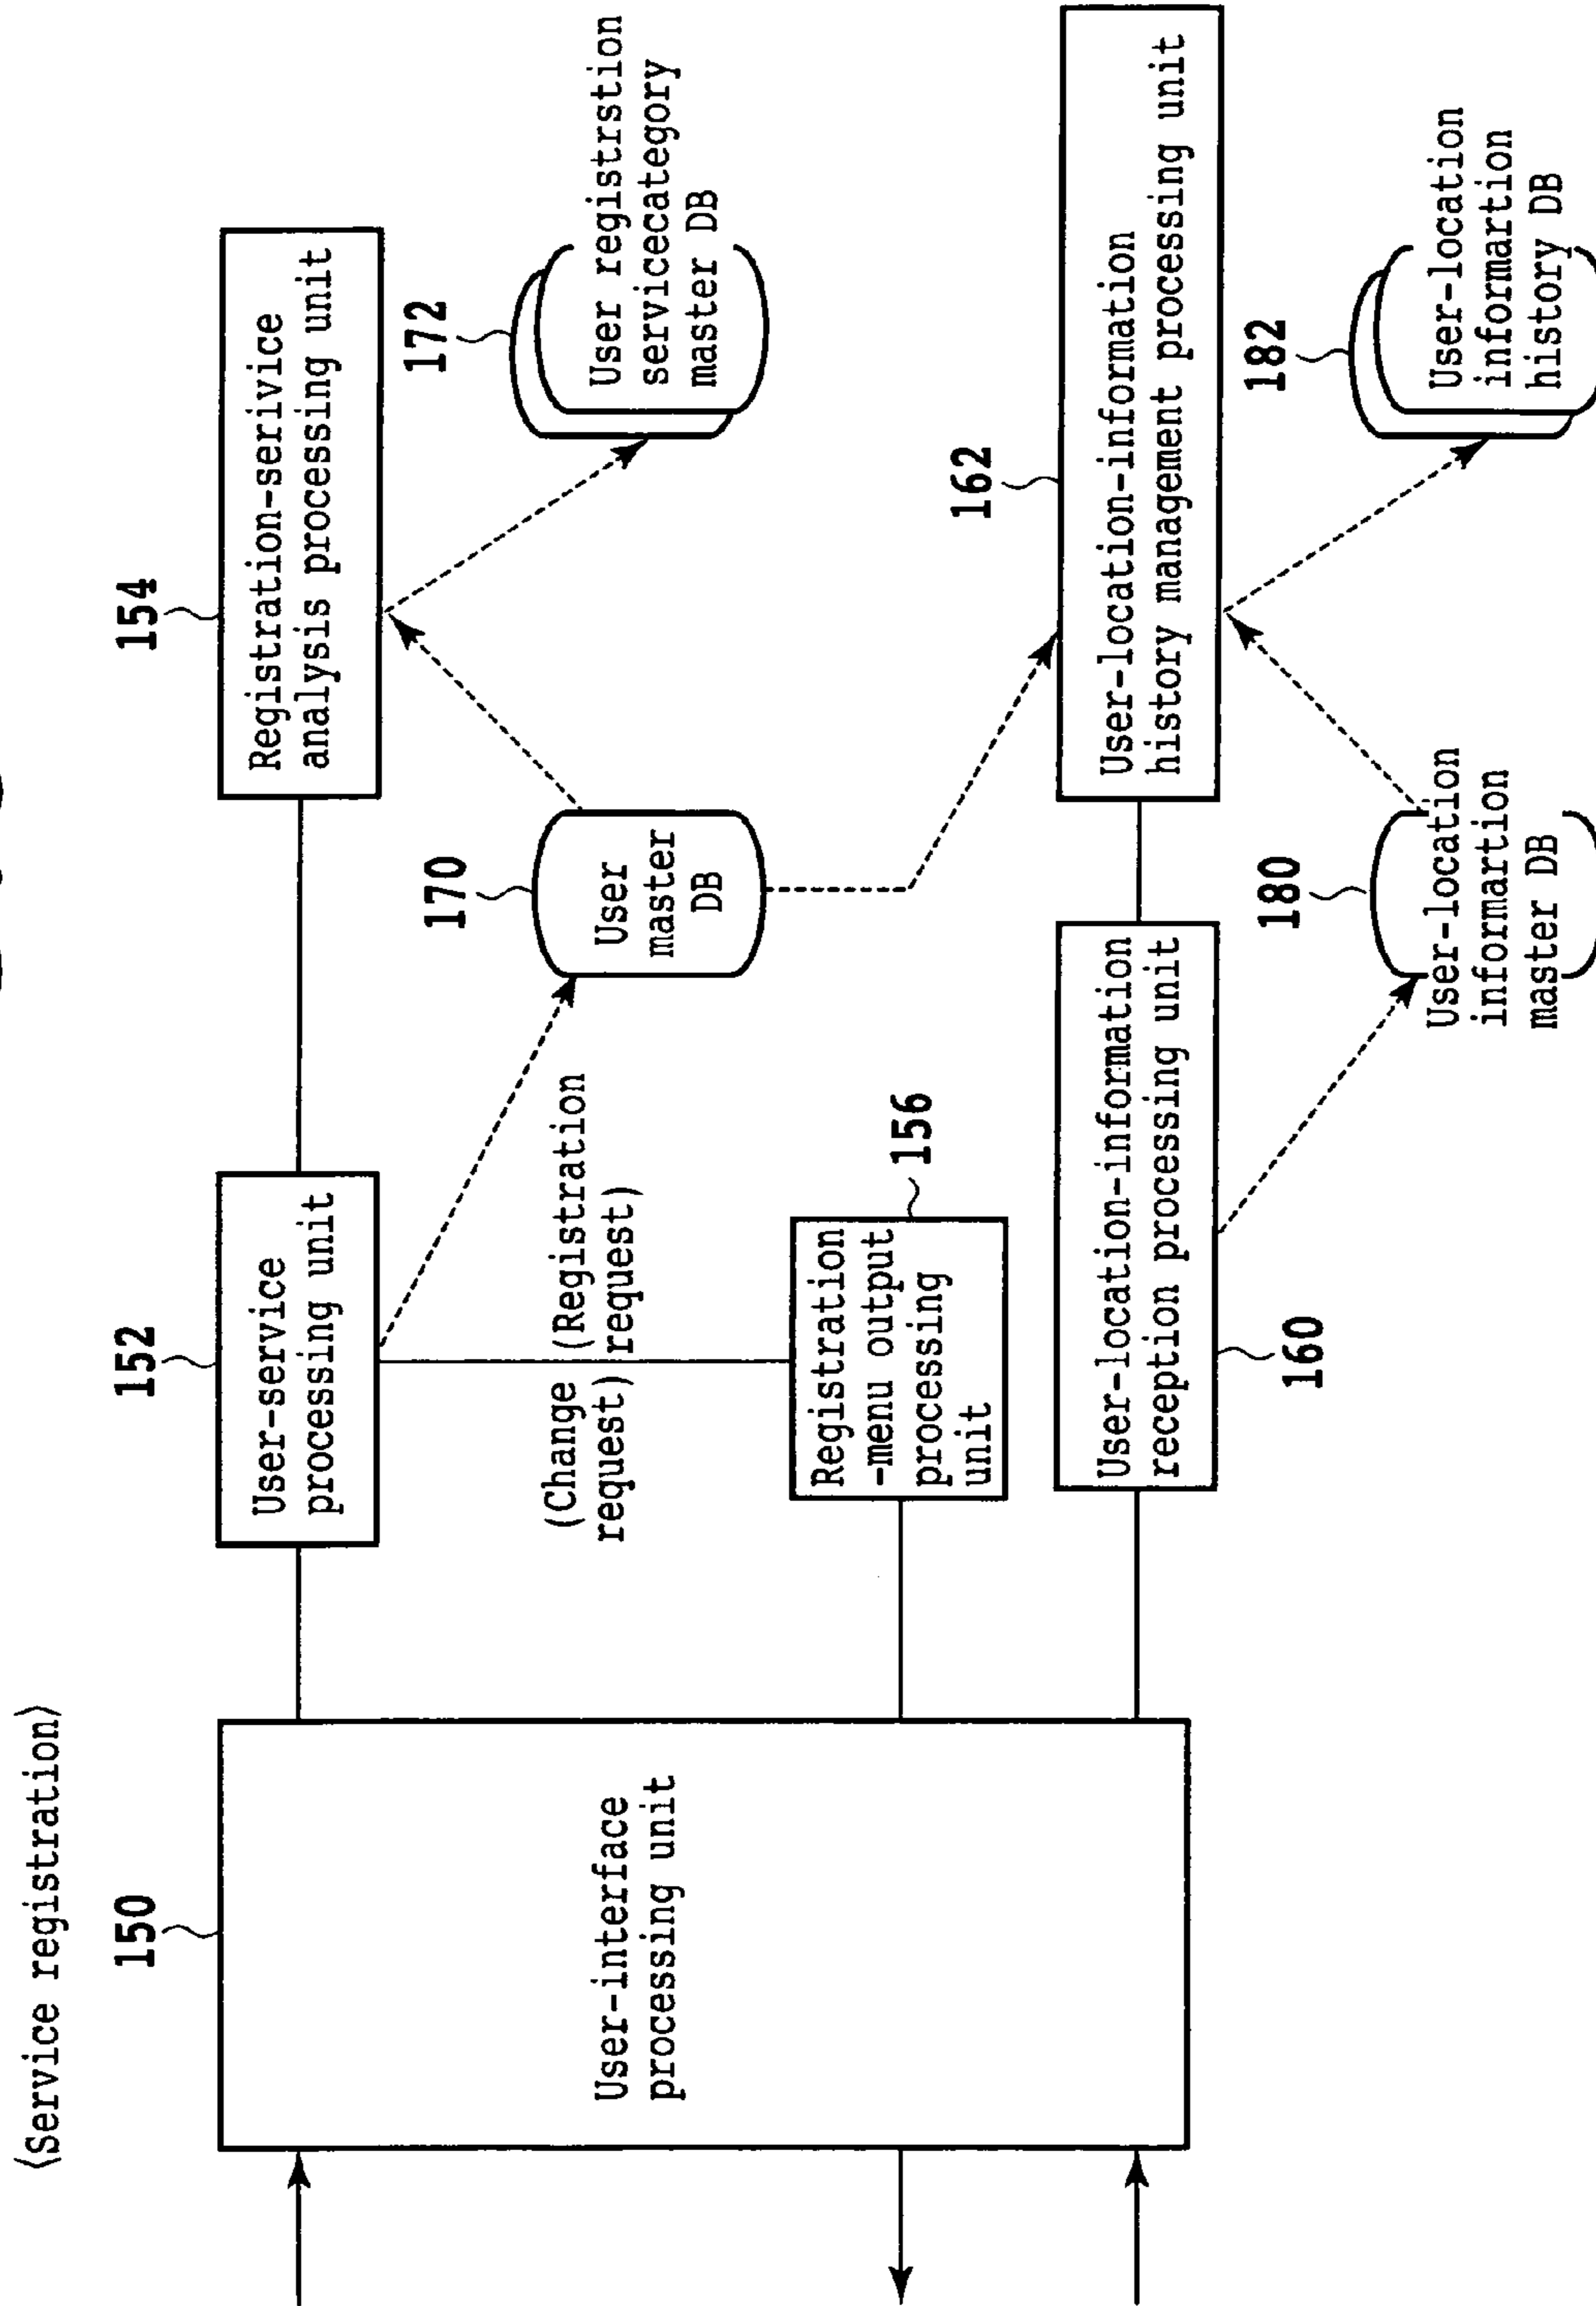 〈Service registration〉
150
User-interface
processing unit
152
User-service
processing unit
154
Registration-serivice
analysis processing unit
(Change
request)
(Registration
request)
170
User
master
DB
172
User registrstion
servicecategory
master DB
Registration
-menu output
processing
unit
156
User-location-information
reception processing unit
160
162
User-location-information
history management processing unit
180
User-location
informartion
master DB
182
User-location
informartion
history DB